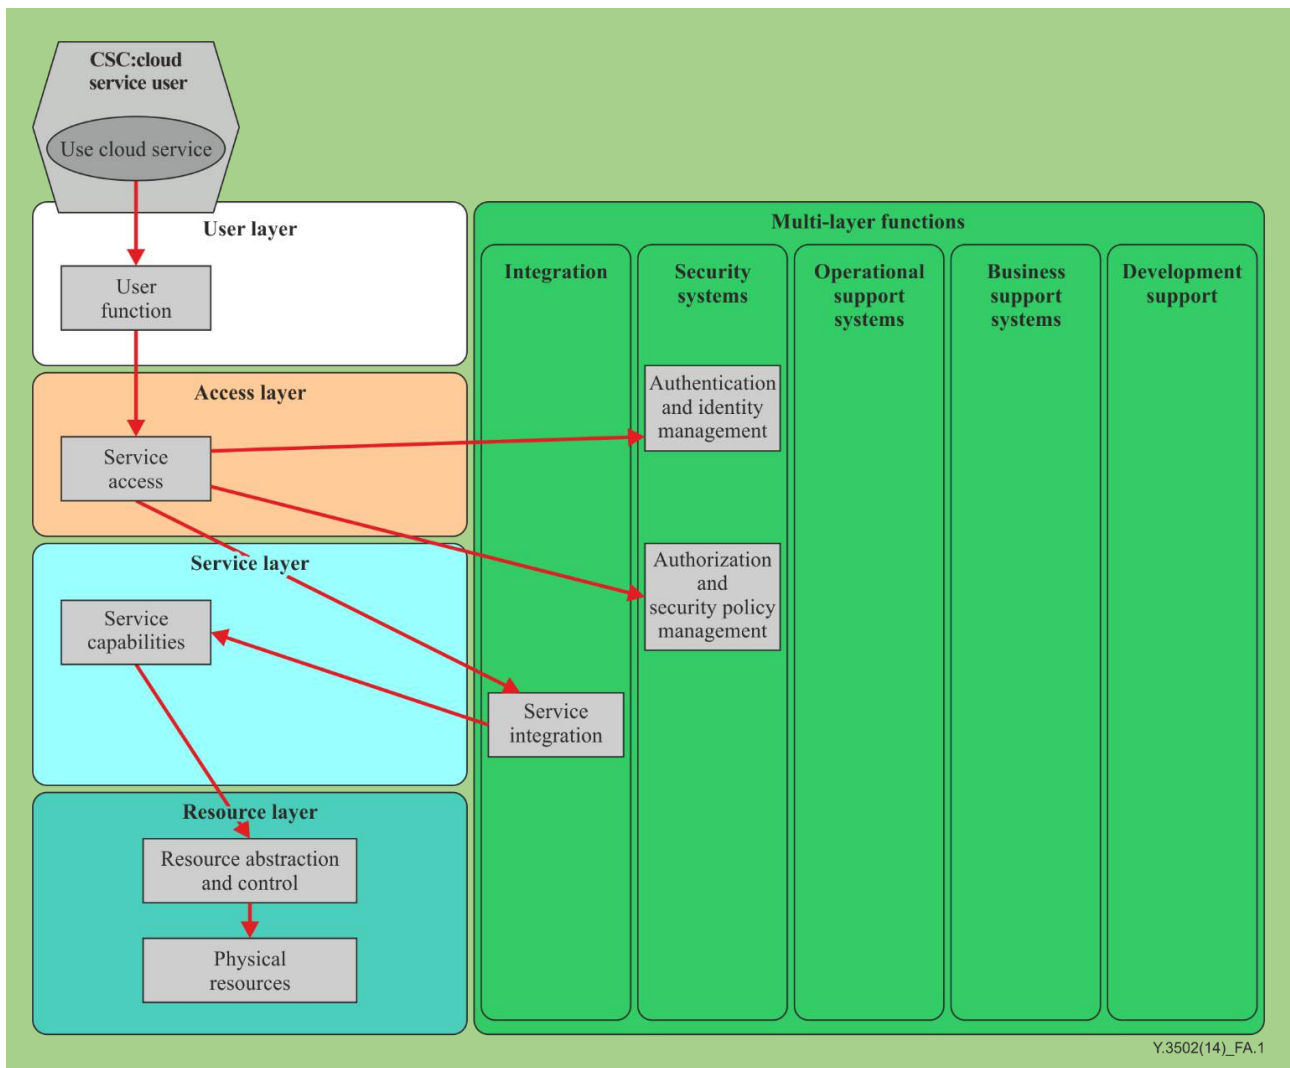 CSC:cloud
service user
Use cloud service
User layer
User
function
Access layer
Service
access
Service layer
Service
capabilities
Resource layer
Resource abstraction
and control
Physical
resources
Multi-layer functions
Integration
Service
integration
Security
systems
Authentication
and identity
management
Authorization
and
security policy
management
Operational
support
systems
Business
support
systems
Development
support
Y.3502(14)_FA.1